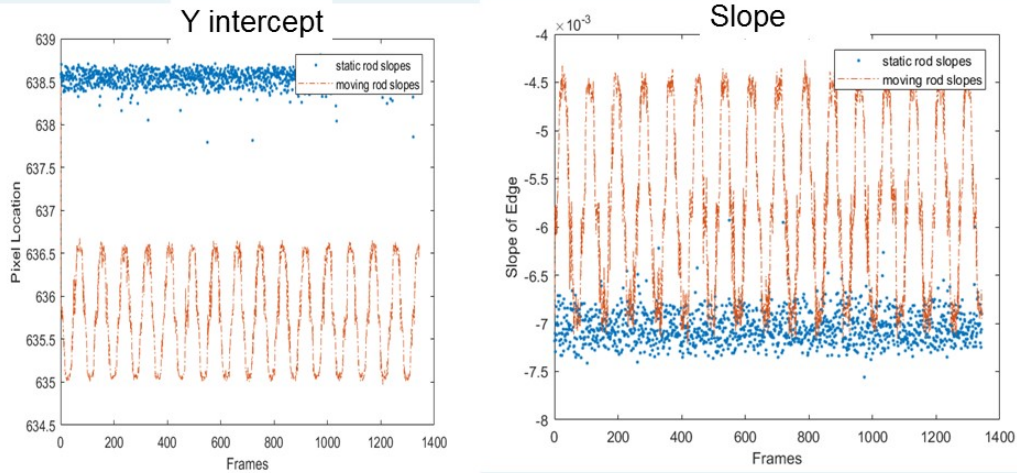 Y intercept
639
638.5
638
637.5
637
636.5
636
635.5
635
634.5
Pixel Location
static rod slopes
moving rod slopes
0 200 400 600 800 1000 1200 1400
Frames
Slope
×10⁻³
-4
-4.5
-5
-5.5
-6
-6.5
-7
-7.5
-8
Slope of Edge
static rod slopes
moving rod slopes
0 200 400 600 800 1000 1200 1400
Frames